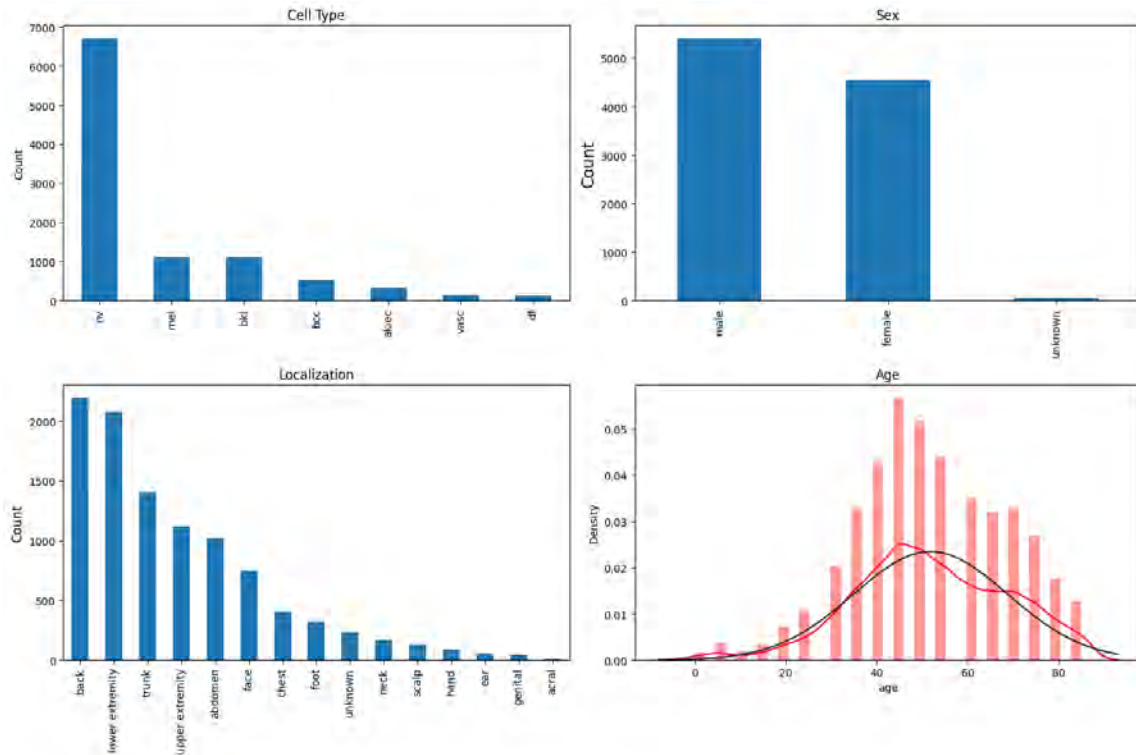 Cell Type
7000
6000
5000
4000
3000
2000
1000
0
Count
nv
mel
bkl
bcc
akiec
vasc
df
Sex
5000
4000
3000
2000
1000
0
Count
male
female
unknown
Localization
2000
1500
1000
500
0
Count
back
lower extremity
trunk
upper extremity
abdomen
face
chest
foot
unknown
neck
scalp
hand
ear
genital
acral
Age
0.05
0.04
0.03
0.02
0.01
0.00
Density
0
20
40
60
80
age